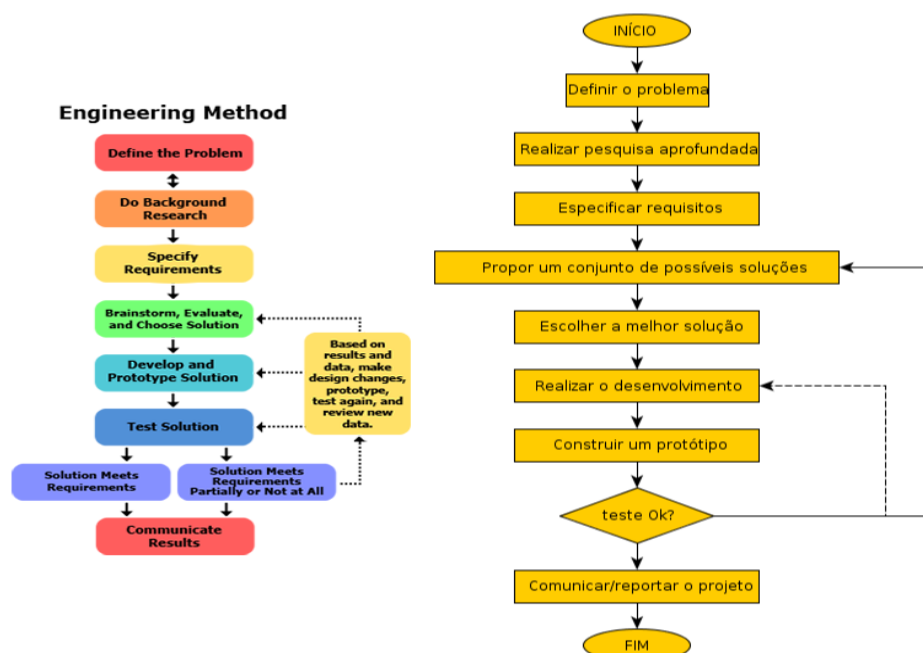 Engineering Method
Define the Problem
Do Background
Research
Specify
Requirements
Brainstorm, Evaluate,
and Choose Solution
Develop and
Prototype Solution
Test Solution
Based on
results and
data, make
design changes,
prototype,
test again, and
review new
data.
Solution Meets
Requirements
Solution Meets
Requirements
Partially or Not at All
Communicate
Results
INÍCIO
Definir o problema
Realizar pesquisa aprofundada
Especificar requisitos
Propor um conjunto de possíveis soluções
Escolher a melhor solução
Realizar o desenvolvimento
Construir um protótipo
teste Ok?
Comunicar/reportar o projeto
FIM